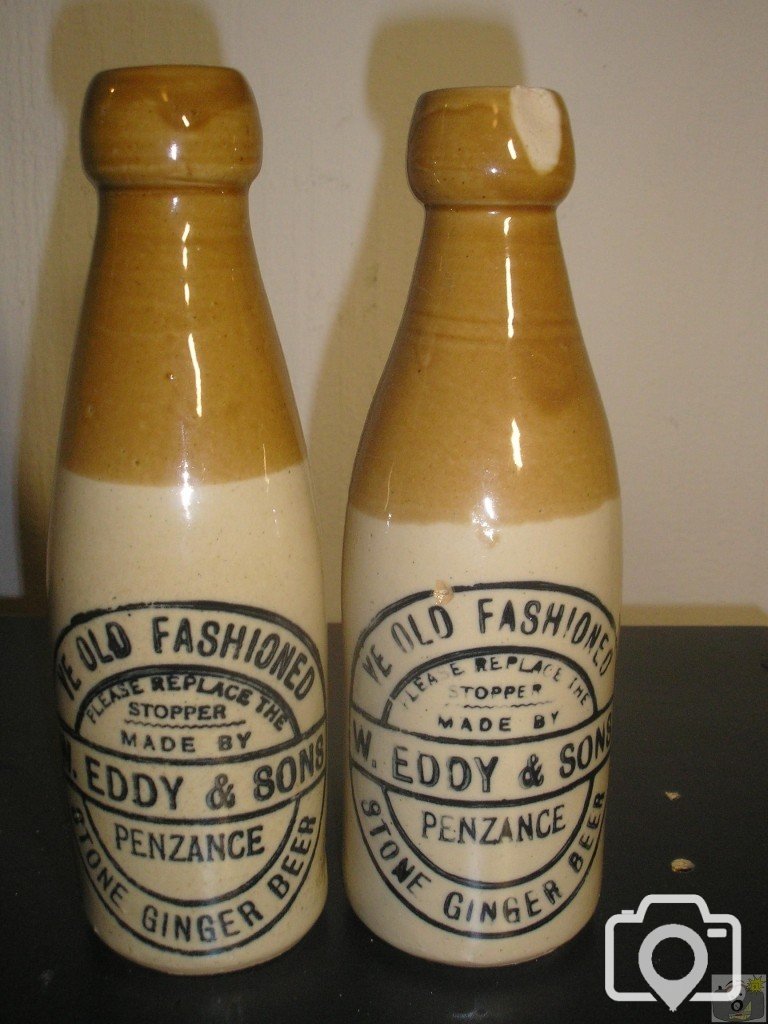 YE OLD FASHIONED
PLEASE REPLACE THE
STOPPER
MADE BY
W. EDDY & SONS
PENZANCE
STONE GINGER BEER
YE OLD FASHIONED
PLEASE REPLACE THE
STOPPER
MADE BY
W. EDDY & SONS
PENZANCE
STONE GINGER BEER